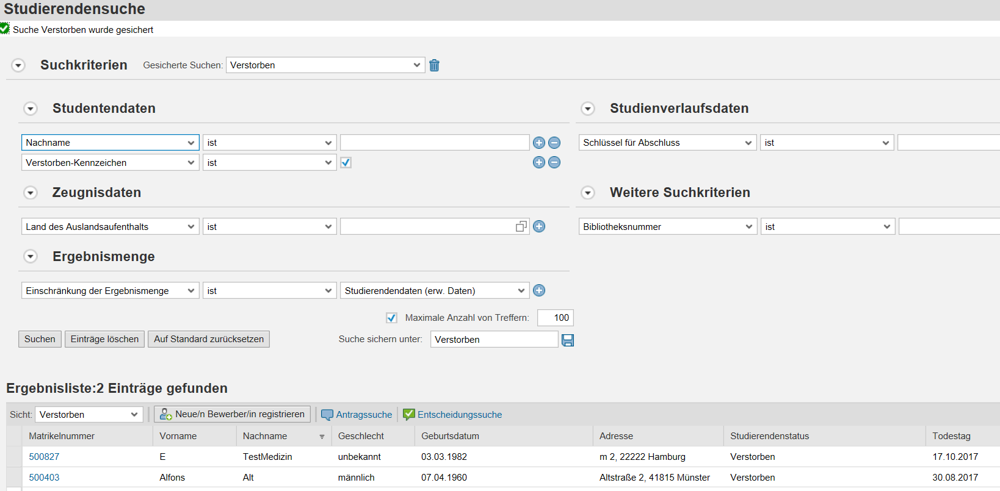 Studierendensuche
Suche Verstorben wurde gesichert
Suchkriterien Gesicherte Suchen: Verstorben
Studentendaten Studienverlaufsdaten
Nachname ist Schlüssel für Abschluss ist
Verstorben-Kennzeichen ist
Zeugnisdaten Weitere Suchkriterien
Land des Auslandsaufenthalts ist Bibliotheksnummer ist
Ergebnismenge
Einschränkung der Ergebnismenge ist Studierendendaten (erw. Daten)
Maximale Anzahl von Treffern: 100
Suchen Einträge löschen Auf Standard zurücksetzen Suche sichern unter: Verstorben
Ergebnisliste:2 Einträge gefunden
Sicht: Verstorben Neue/n Bewerber/in registrieren Antragssuche Entscheidungssuche
Matrikelnummer Vorname Nachname Geschlecht Geburtsdatum Adresse Studierendenstatus Todestag
500827 E TestMedizin unbekannt 03.03.1982 m 2, 22222 Hamburg Verstorben 17.10.2017
500403 Alfons Alt männlich 07.04.1960 Altstraße 2, 41815 Münster Verstorben 30.08.2017